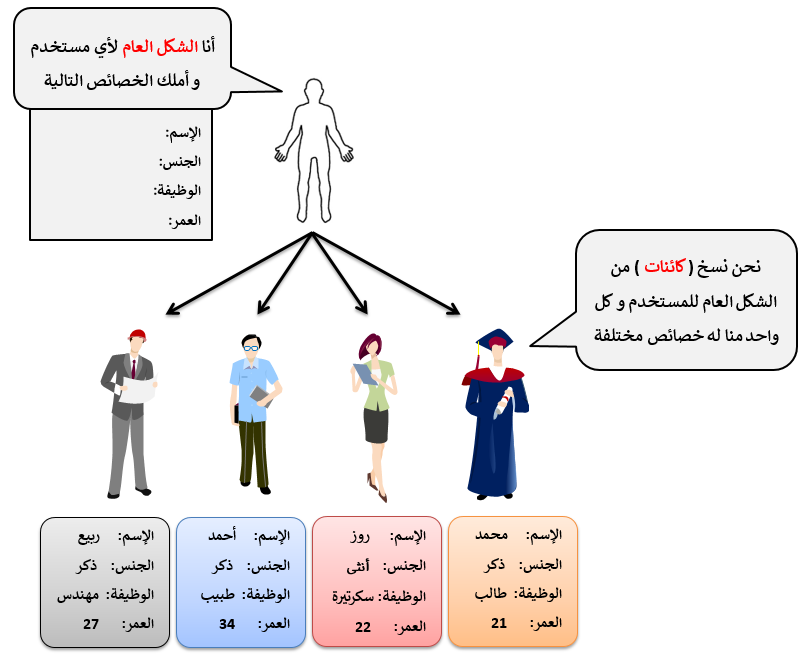 أنا الشكل العام لأي مستخدم
و أملك الخصائص التالية
الإسم:
الجنس:
الوظيفة:
العمر:
نحن نسخ ( كائنات ) من
الشكل العام للمستخدم و كل
واحد منا له خصائص مختلفة
الإسم: محمد
الجنس: ذكر
الوظيفة: طالب
العمر: 21
الإسم: روز
الجنس: أنثى
الوظيفة: سكرتيرة
العمر: 22
الإسم: أحمد
الجنس: ذكر
الوظيفة: طبيب
العمر: 34
الإسم: ربيع
الجنس: ذكر
الوظيفة: مهندس
العمر: 27